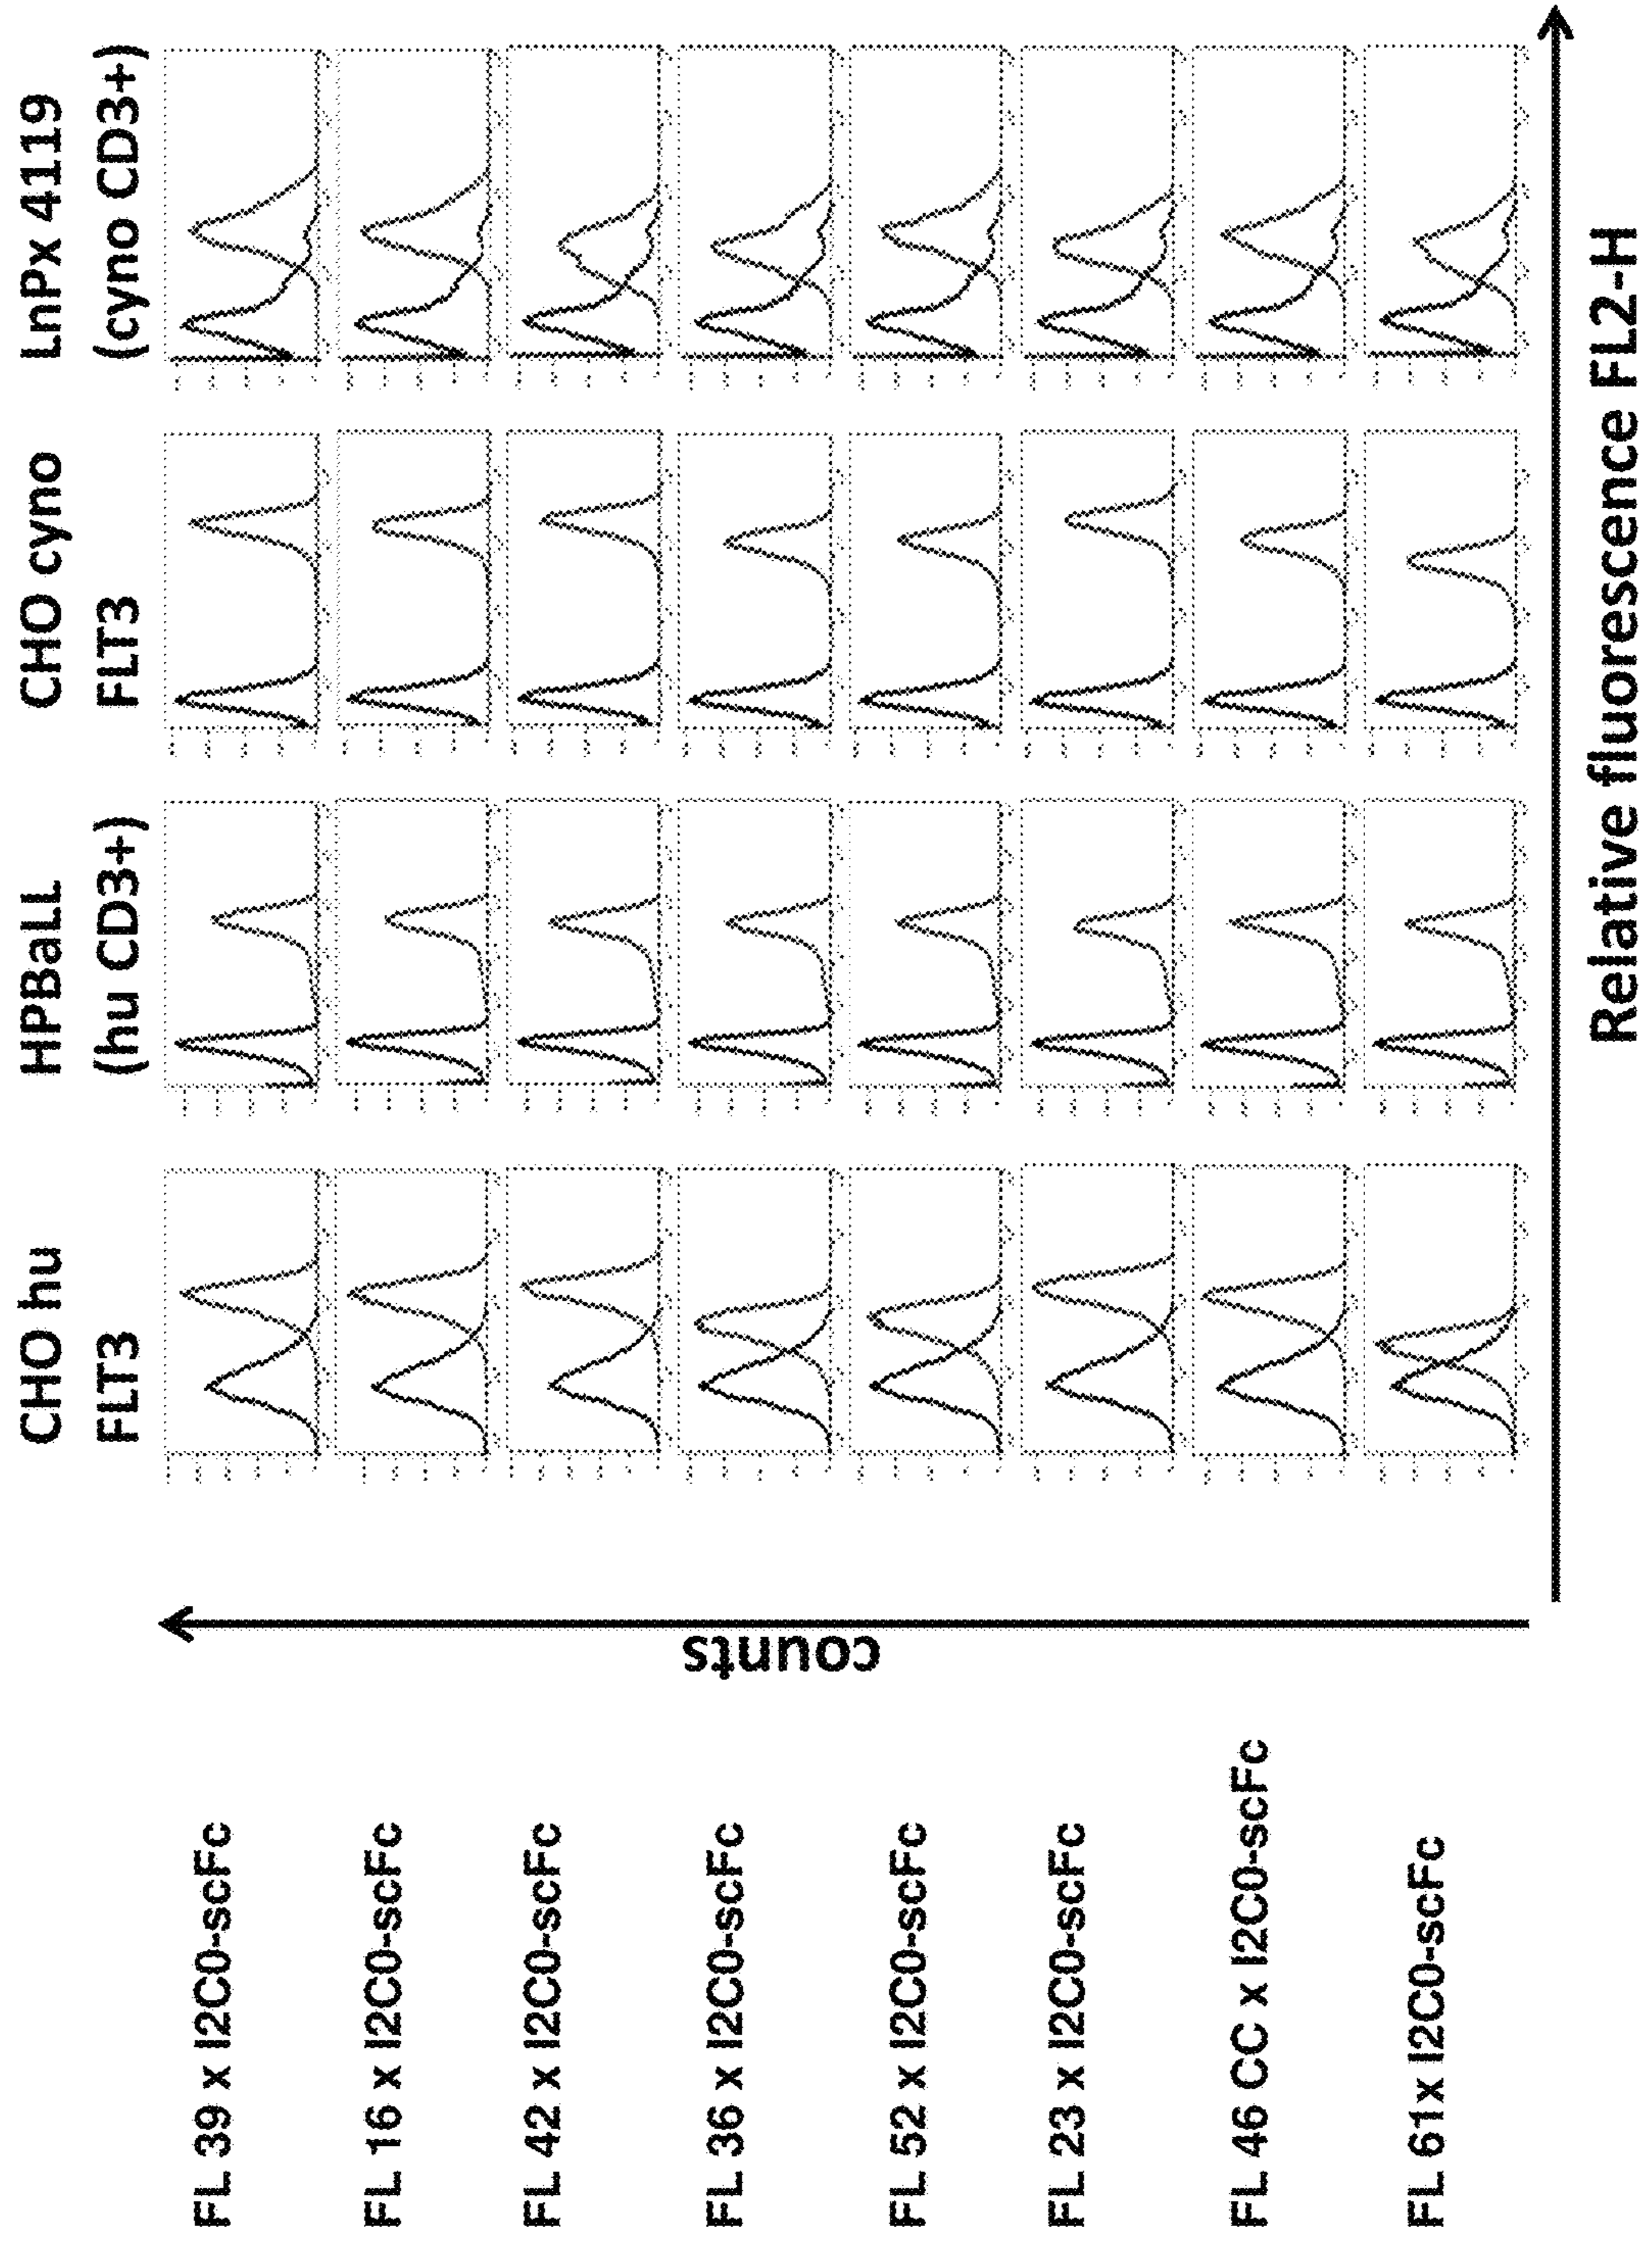 CHO hu
FLT3
HPBaLL
(hu CD3+)
CHO cyno
FLT3
LnPx 4119
(cyno CD3+)
FL 39 x I2C0-scFc
FL 16 x I2C0-scFc
FL 42 x I2C0-scFc
FL 36 x I2C0-scFc
FL 52 x I2C0-scFc
FL 23 x I2C0-scFc
FL 46 CC x I2C0-scFc
FL 61x I2C0-scFc
counts
Relative fluorescence FL2-H